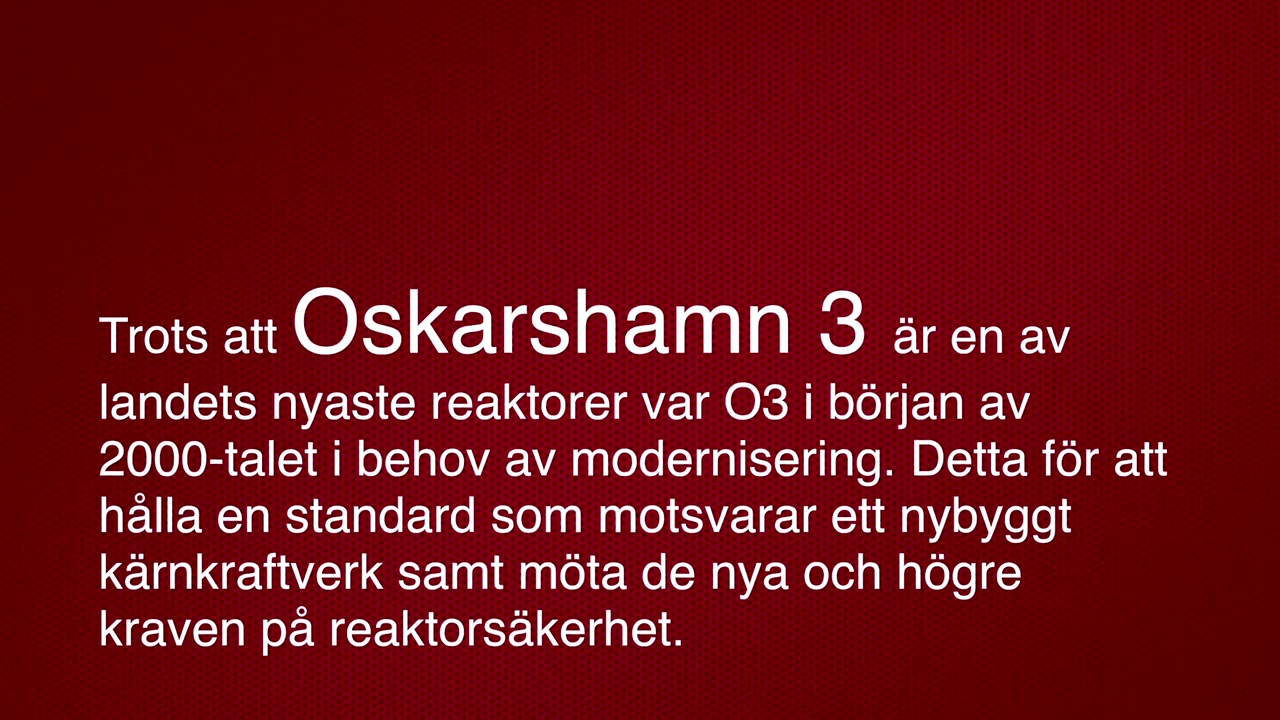 Trots att Oskarshamn 3 är en av
landets nyaste reaktorer var O3 i början av
2000-talet i behov av modernisering. Detta för att
hålla en standard som motsvarar ett nybyggt
kärnkraftverk samt möta de nya och högre
kraven på reaktorsäkerhet.